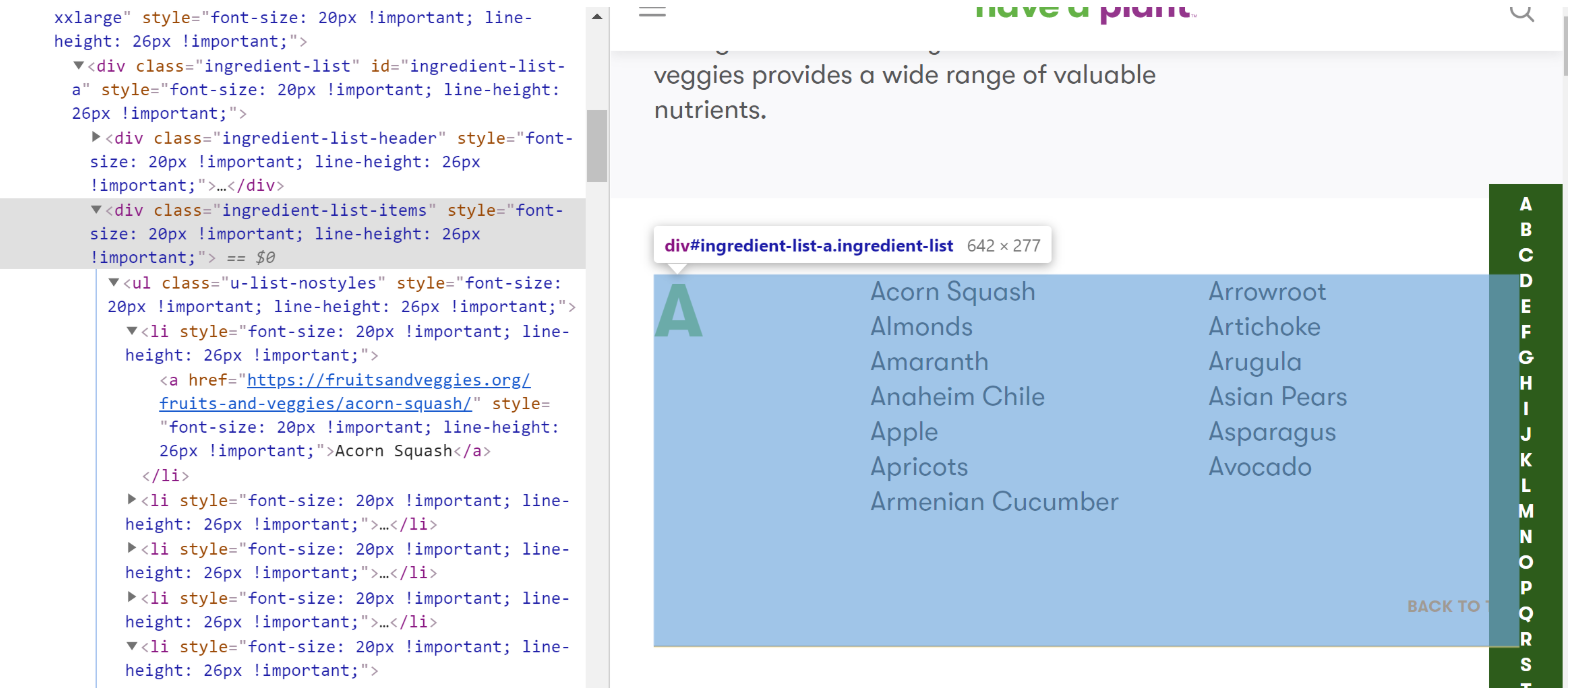 xxlarge" style="font-size: 20px !important; line-
height: 26px !important;">
▼<div class="ingredient-list" id="ingredient-list-
a" style="font-size: 20px !important; line-height:
26px !important;">
▶<div class="ingredient-list-header" style="font-
size: 20px !important; line-height: 26px
!important;">…</div>
▼<div class="ingredient-list-items" style="font-
size: 20px !important; line-height: 26px
!important;"> == $0
▼<ul class="u-list-nostyles" style="font-size:
20px !important; line-height: 26px !important;">
▼<li style="font-size: 20px !important; line-
height: 26px !important;">
<a href="https://fruitsandveggies.org/
fruits-and-veggies/acorn-squash/" style=
"font-size: 20px !important; line-height:
26px !important;">Acorn Squash</a>
</li>
▶<li style="font-size: 20px !important; line-
height: 26px !important;">…</li>
▶<li style="font-size: 20px !important; line-
height: 26px !important;">…</li>
▶<li style="font-size: 20px !important; line-
height: 26px !important;">…</li>
▼<li style="font-size: 20px !important; line-
height: 26px !important;">
have a plant
veggies provides a wide range of valuable
nutrients.
div#ingredient-list-a.ingredient-list 642 × 277
A
Acorn Squash
Almonds
Amaranth
Anaheim Chile
Apple
Apricots
Armenian Cucumber
Arrowroot
Artichoke
Arugula
Asian Pears
Asparagus
Avocado
BACK TO
A
B
C
D
E
F
G
H
I
J
K
L
M
N
O
P
Q
R
S